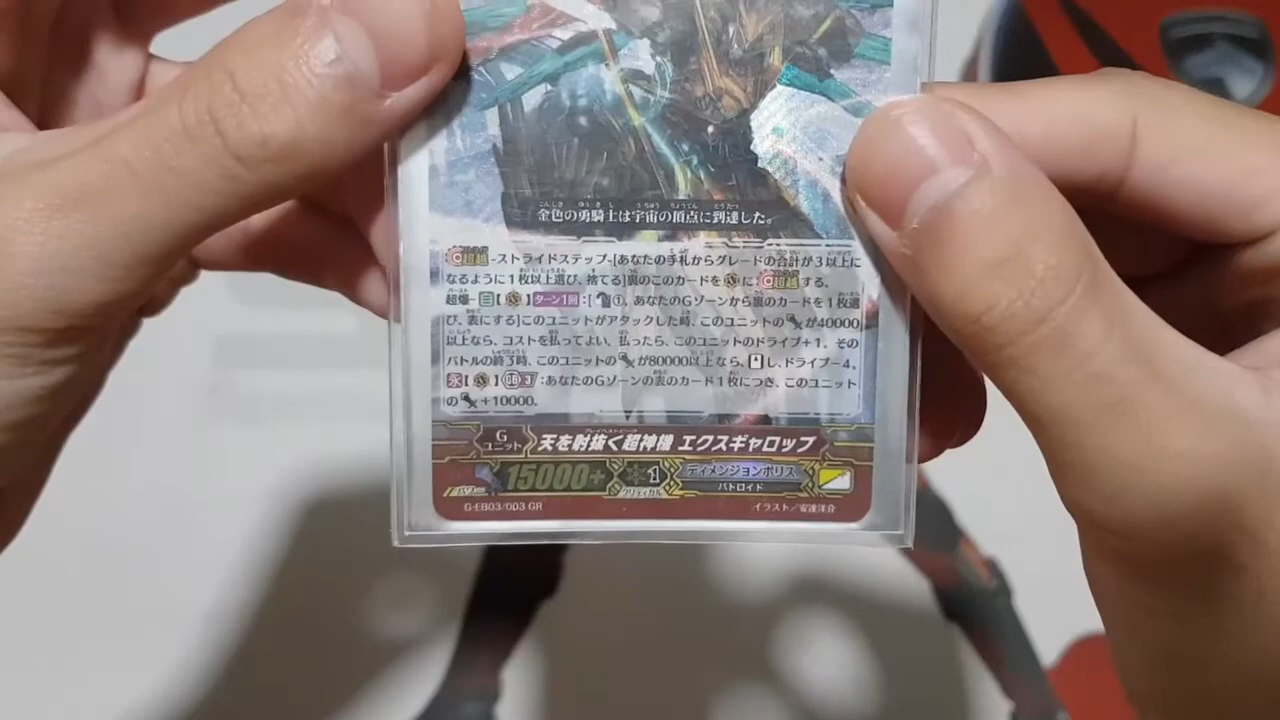 金色の勇騎士は宇宙の頂点に到達した。
超越-ストライドステップ-[あなたの手札からグレードの合計が3以上に
なるように1枚以上選び、捨てる]裏のこのカードを に 超越する。
超爆-三【 】ターン1回:[ ①, あなたのGゾーンから裏のカードを1枚選
び、表にする]このユニットがアタックした時、このユニットの が40000
以上なら、コストを払ってよい。払ったら、このユニットのドライブ+1。その
バトルの終了時、このユニットの が80000以上なら、 し、ドライブ-4。
永【 】GB3:あなたのGゾーンの表のカード1枚につき、このユニット
の +10000。
G
ユニット
天を射抜く超神機 エクスギャロップ
パワー
15000+
1
クリティカル
ディメンジョンポリス
バトロイド
G-EB03/003 GR
イラスト/安達洋介